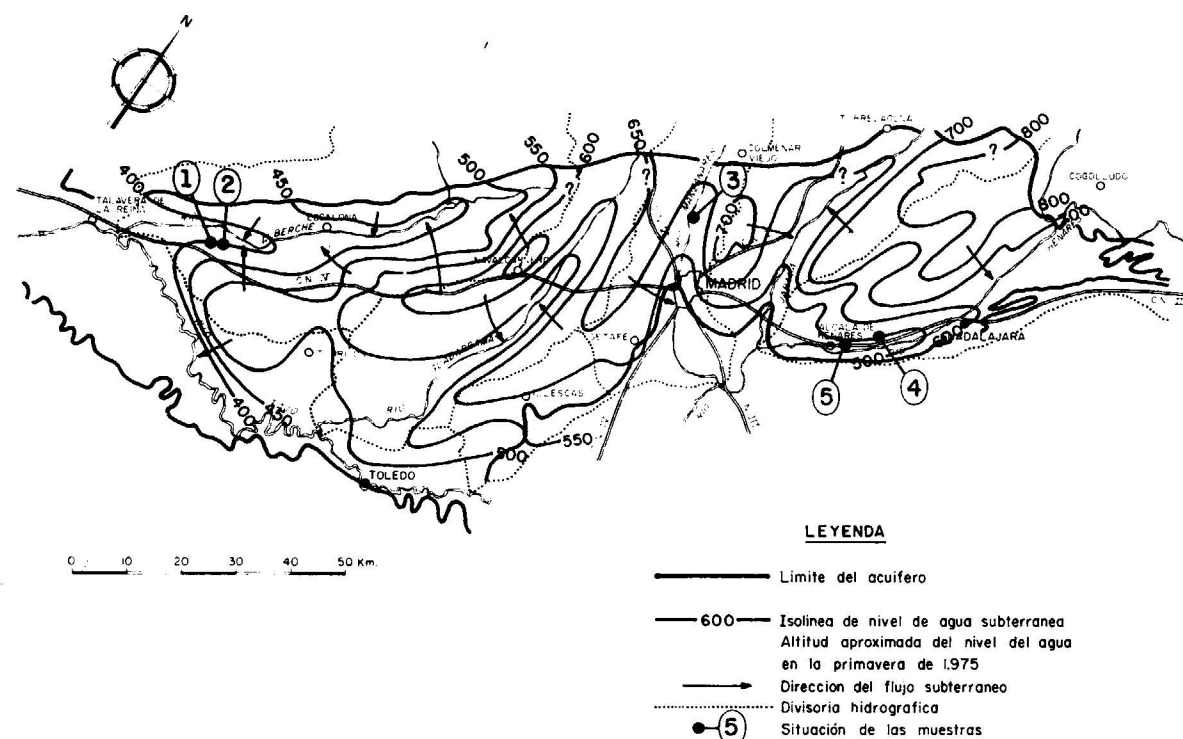 N
400
1
2
450
500
550
600
?
650
?
COLMENAR
VIEJO
3
700
TORRELAGUNA
?
700
?
800
COGOLLUDO
800
TALAVERA DE
LA REINA
ESCALONA
ALBERCHE
C.N. V
MADRID
GETAFE
ILLESCAS
ALCALA DE
HENARES
GUADALAJARA
HENARES
C.N. II
500
600
5
4
400
450
RIO
TOLEDO
500
550
0 10 20 30 40 50 Km.
LEYENDA
Limite del acuifero
600 Isolinea de nivel de agua subterranea
Altitud aproximada del nivel del agua
en la primavera de 1.975
Direccion del flujo subterraneo
Divisoria hidrografica
5 Situación de las muestras